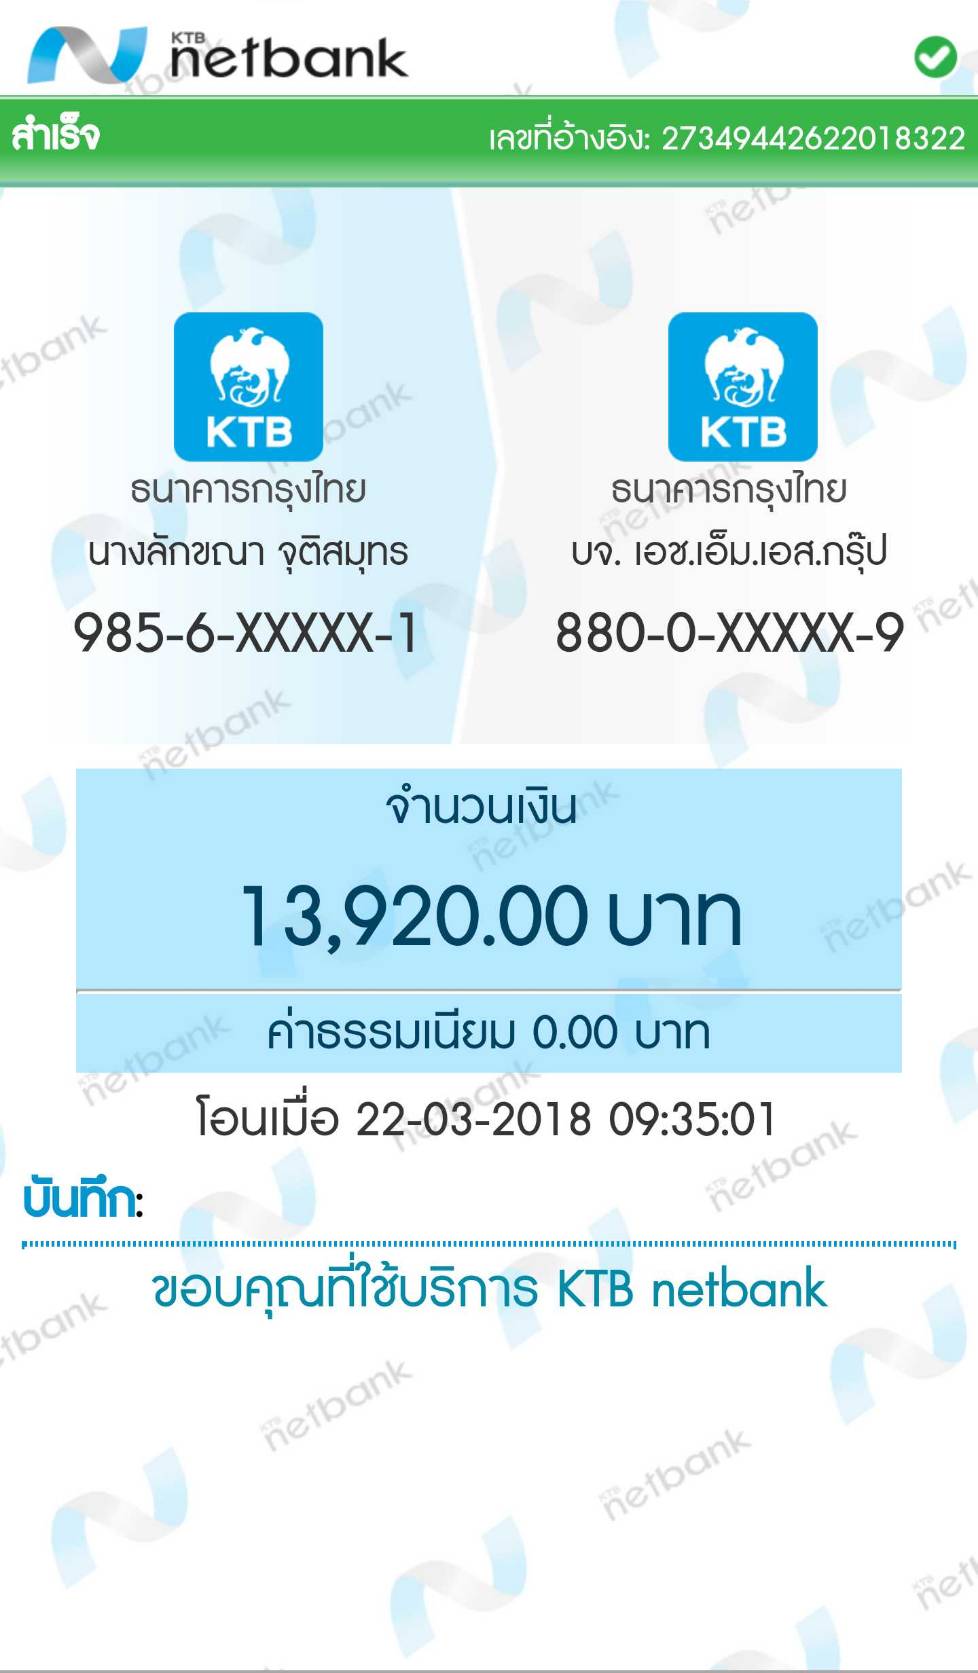 KTB netbank
สำเร็จ เลขที่อ้างอิง: 27349442622018322
KTB KTB
ธนาคารกรุงไทย ธนาคารกรุงไทย
นางลักขณา จุติสมุทร บจ. เอช.เอ็ม.เอส.กรุ๊ป
985-6-XXXXX-1 880-0-XXXXX-9
จำนวนเงิน
13,920.00 บาท
ค่าธรรมเนียม 0.00 บาท
โอนเมื่อ 22-03-2018 09:35:01
บันทึก:
ขอบคุณที่ใช้บริการ KTB netbank